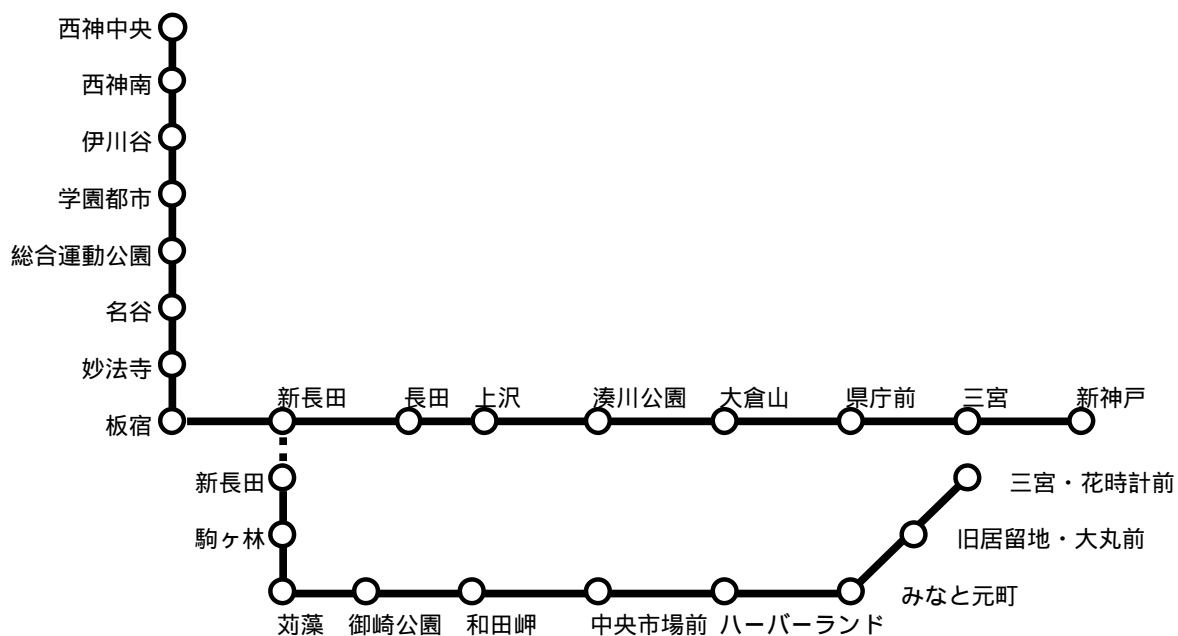 西神中央
西神南
伊川谷
学園都市
総合運動公園
名谷
妙法寺
板宿
新長田
長田
上沢
湊川公園
大倉山
県庁前
三宮
新神戸
新長田
駒ヶ林
苅藻
御崎公園
和田岬
中央市場前
ハーバーランド
みなと元町
旧居留地・大丸前
三宮・花時計前